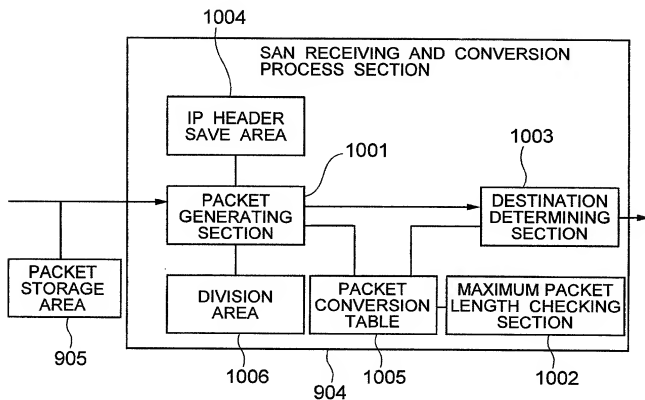 1004
SAN RECEIVING AND CONVERSION
PROCESS SECTION
IP HEADER
SAVE AREA
1001
1003
PACKET
GENERATING
SECTION
DESTINATION
DETERMINING
SECTION
PACKET
STORAGE
AREA
905
DIVISION
AREA
1006
PACKET
CONVERSION
TABLE
1005
MAXIMUM PACKET
LENGTH CHECKING
SECTION
1002
904